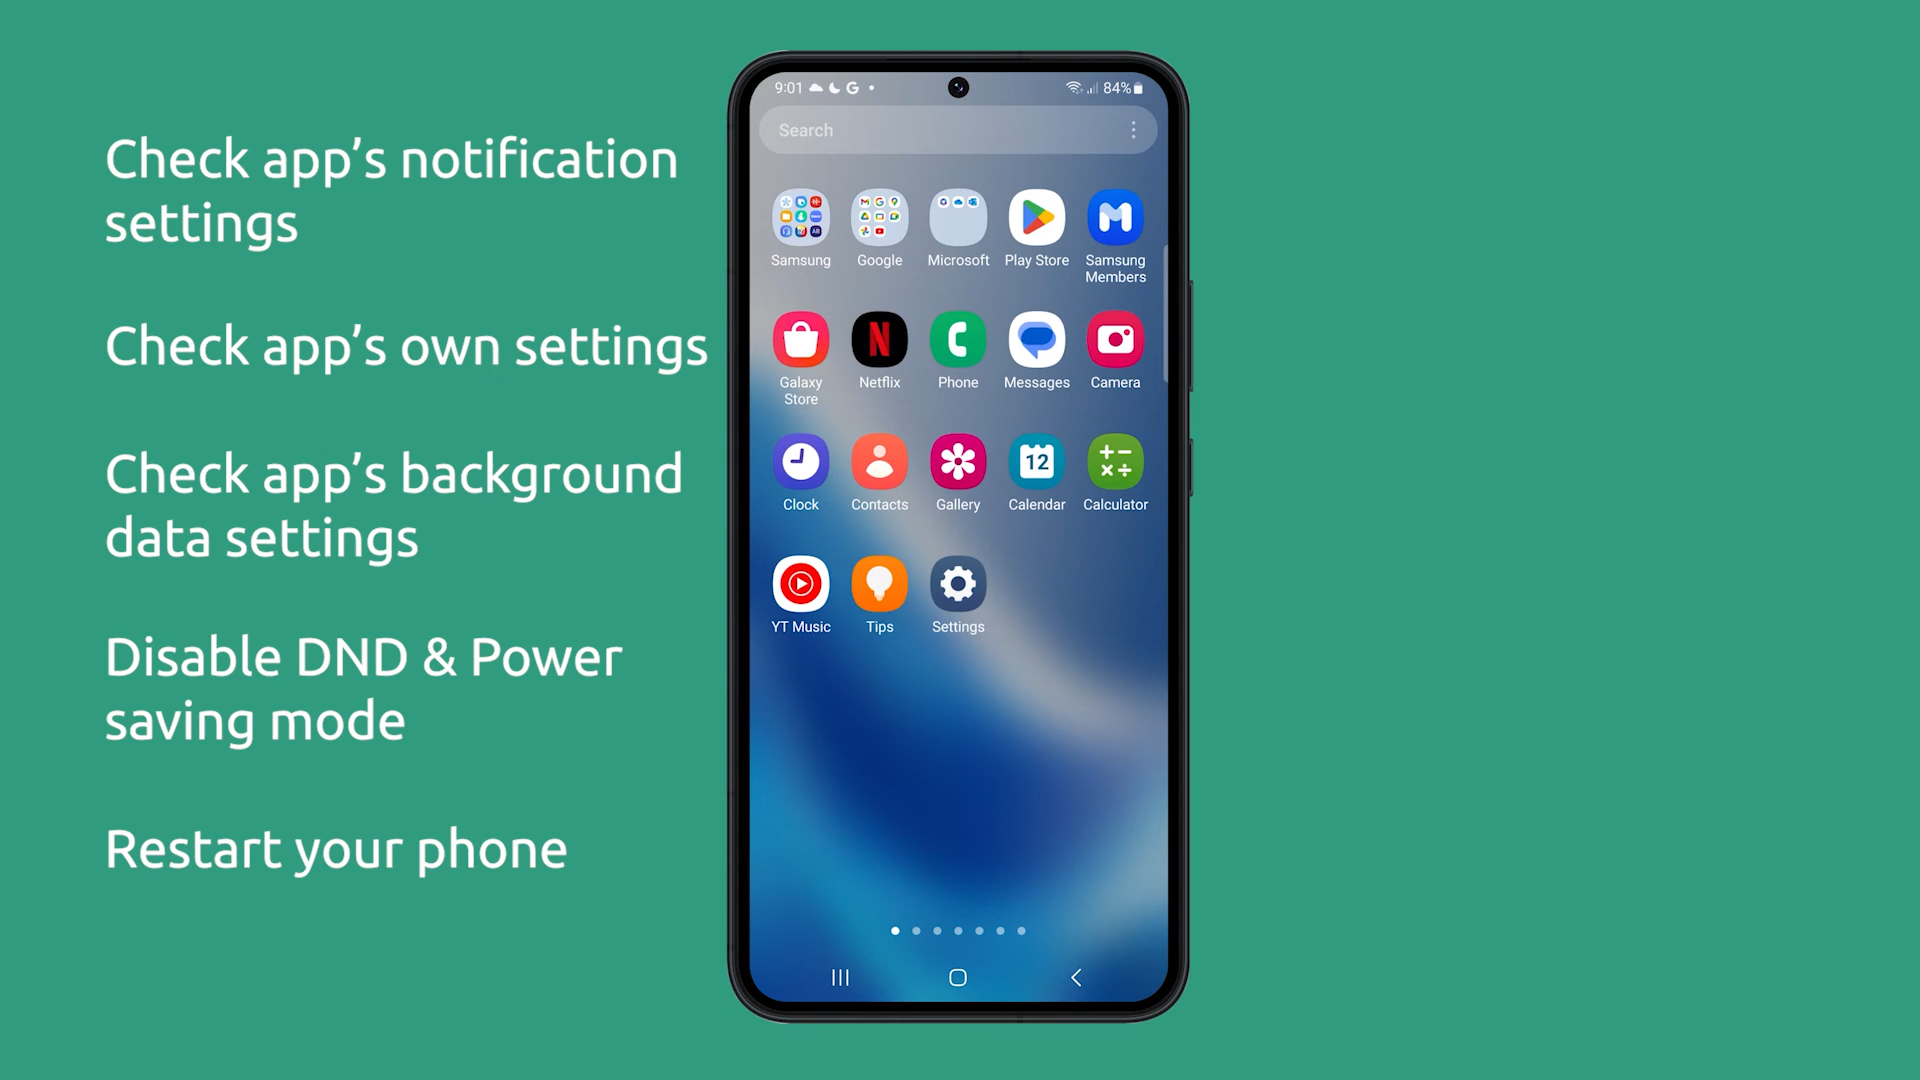 Check app’s notification
settings
Check app’s own settings
Check app’s background
data settings
Disable DND & Power
saving mode
Restart your phone
9:01
84%
Search
Samsung
Google
Microsoft
Play Store
Samsung
Members
Galaxy
Store
Netflix
Phone
Messages
Camera
12
Clock
Contacts
Gallery
Calendar
Calculator
YT Music
Tips
Settings